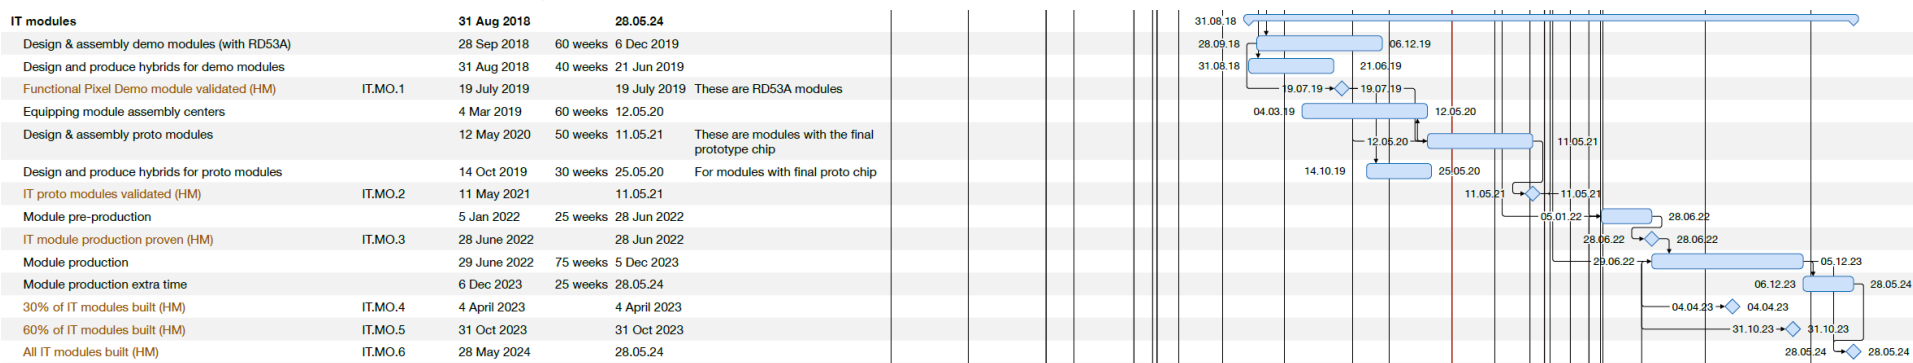 IT modules 31 Aug 2018 28.05.24 31.08.18
Design & assembly demo modules (with RD53A) 28 Sep 2018 60 weeks 6 Dec 2019 28.09.18 06.12.19
Design and produce hybrids for demo modules 31 Aug 2018 40 weeks 21 Jun 2019 31.08.18 21.06.19
Functional Pixel Demo module validated (HM) IT.MO.1 19 July 2019 19 July 2019 These are RD53A modules 19.07.19 19.07.19
Equipping module assembly centers 4 Mar 2019 60 weeks 12.05.20 04.03.19 12.05.20
Design & assembly proto modules 12 May 2020 50 weeks 11.05.21 These are modules with the final
prototype chip 12.05.20 11.05.21
Design and produce hybrids for proto modules 14 Oct 2019 30 weeks 25.05.20 For modules with final proto chip 14.10.19 25.05.20
IT proto modules validated (HM) IT.MO.2 11 May 2021 11.05.21 11.05.21 11.05.21
Module pre-production 5 Jan 2022 25 weeks 28 Jun 2022 05.01.22 28.06.22
IT module production proven (HM) IT.MO.3 28 June 2022 28 Jun 2022 28.06.22 28.06.22
Module production 29 June 2022 75 weeks 5 Dec 2023 29.06.22 05.12.23
Module production extra time 6 Dec 2023 25 weeks 28.05.24 06.12.23 28.05.24
30% of IT modules built (HM) IT.MO.4 4 April 2023 4 April 2023 04.04.23 04.04.23
60% of IT modules built (HM) IT.MO.5 31 Oct 2023 31 Oct 2023 31.10.23 31.10.23
All IT modules built (HM) IT.MO.6 28 May 2024 28.05.24 28.05.24 28.05.24